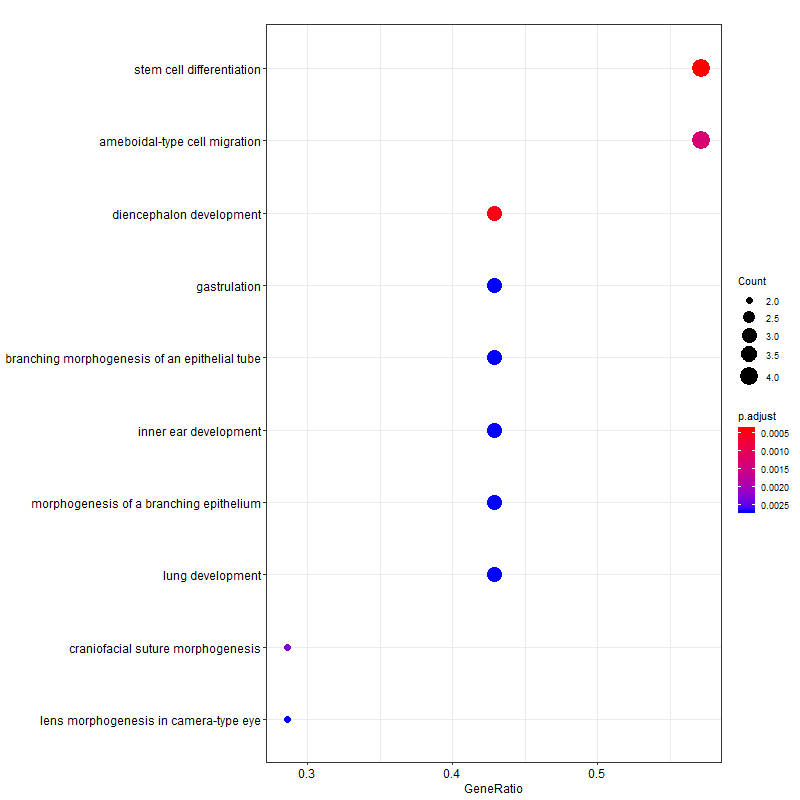 stem cell differentiation
ameboidal-type cell migration
diencephalon development
gastrulation
branching morphogenesis of an epithelial tube
inner ear development
morphogenesis of a branching epithelium
lung development
craniofacial suture morphogenesis
lens morphogenesis in camera-type eye
0.3 0.4 0.5
GeneRatio
Count
2.0
2.5
3.0
3.5
4.0
p.adjust
0.0005
0.0010
0.0015
0.0020
0.0025